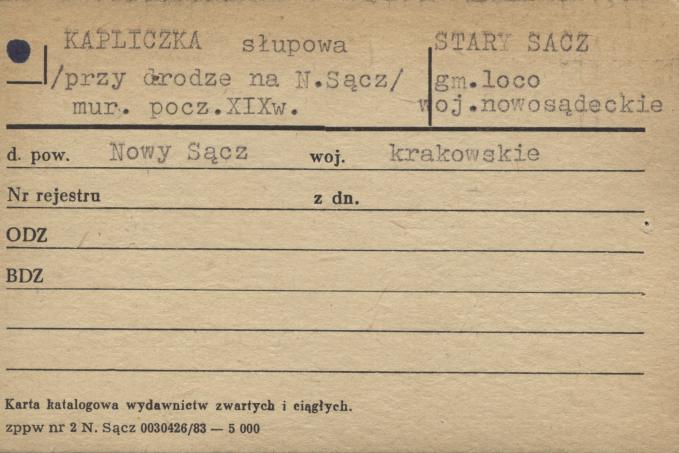 KAPLICZKA słupowa STARY SACZ
/przy drodze na N.Sącz/ gm.loco
mur. pocz.XIXw. woj.nowosądeckie
d. pow. Nowy Sącz woj. krakowskie
Nr rejestru z dn.
ODZ
BDZ
Karta katalogowa wydawnictw zwartych i ciągłych.
zppw nr 2 N. Sącz 0030426/83 — 5 000